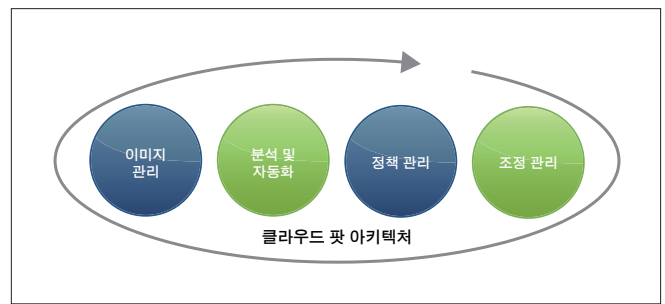 이미지
관리
분석 및
자동화
정책 관리
조정 관리
클라우드 팟 아키텍처